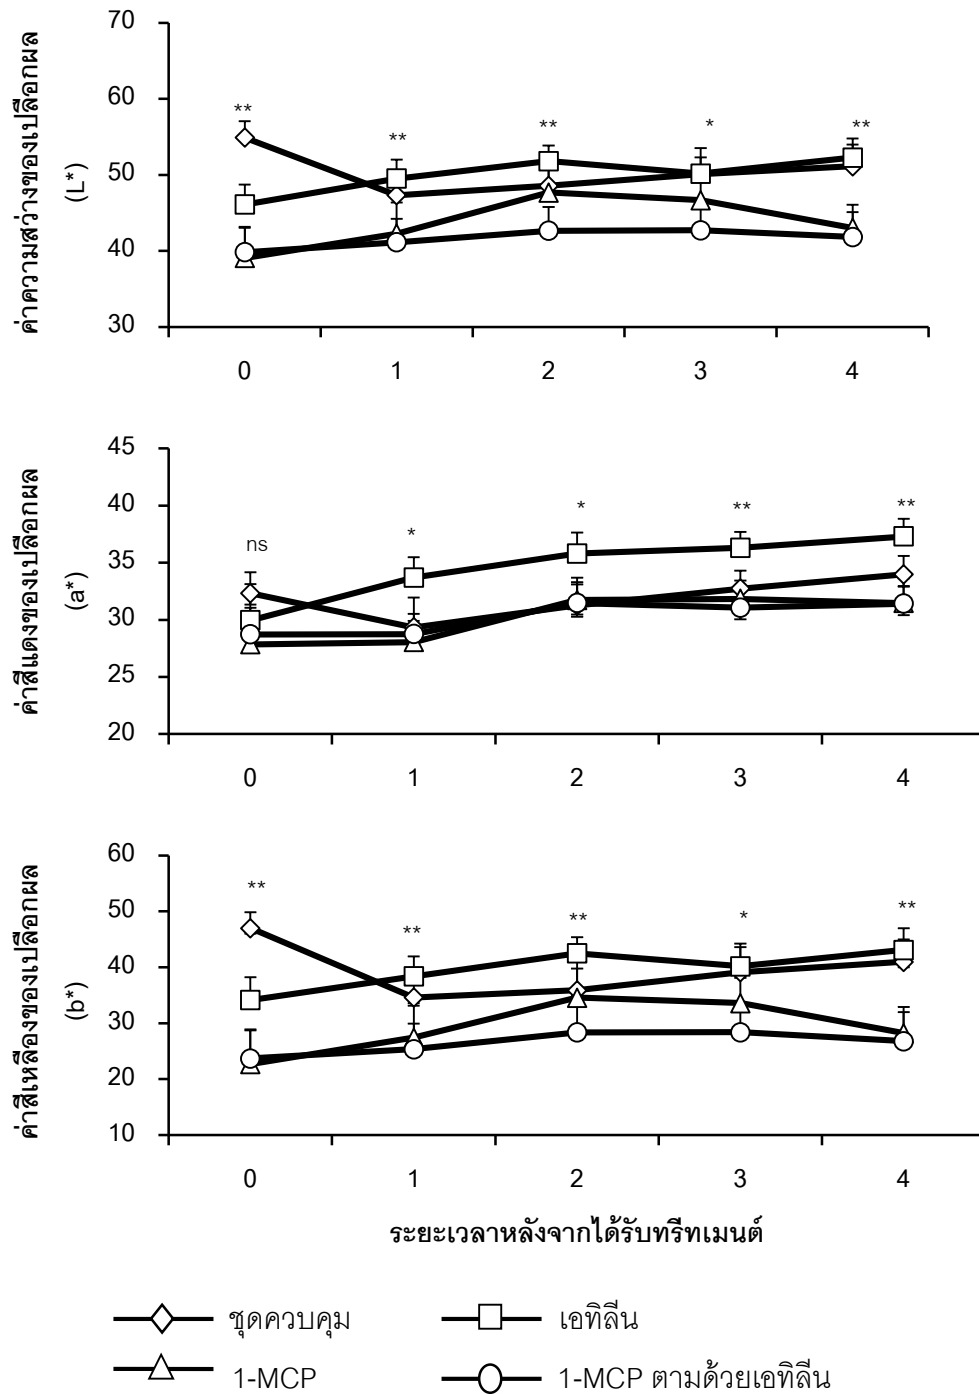 70
60
50
40
30
ค่าความสว่างของเปลือกผล
(L*)
**
**
**
*
**
0 1 2 3 4
45
40
35
30
25
20
ค่าสีแดงของเปลือกผล
(a*)
ns
*
*
**
**
0 1 2 3 4
60
50
40
30
20
10
ค่าสีเหลืองของเปลือกผล
(b*)
**
**
**
*
**
0 1 2 3 4
ระยะเวลาหลังจากได้รับทรีทเมนต์
ชุดควบคุม เอทิลีน
1-MCP 1-MCP ตามด้วยเอทิลีน